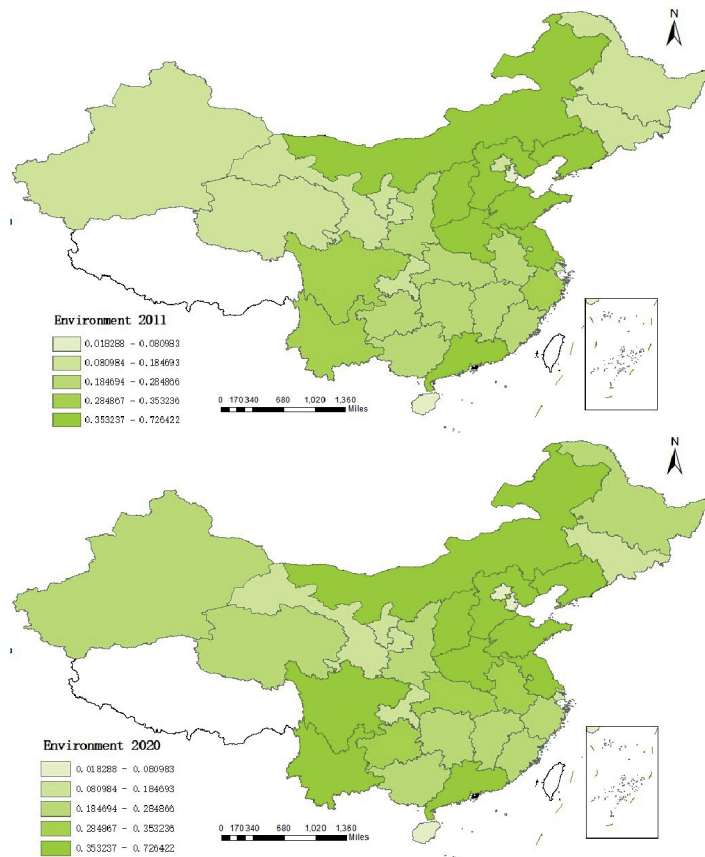 N
Environment 2011
0.018288 - 0.080983
0.080984 - 0.184693
0.184694 - 0.284866
0.284867 - 0.353236
0.353237 - 0.726422
0 170 340 680 1,020 1,360
Miles
N
Environment 2020
0.018288 - 0.080983
0.080984 - 0.184693
0.184694 - 0.284866
0.284867 - 0.353236
0.353237 - 0.726422
0 170 340 680 1,020 1,360
Miles